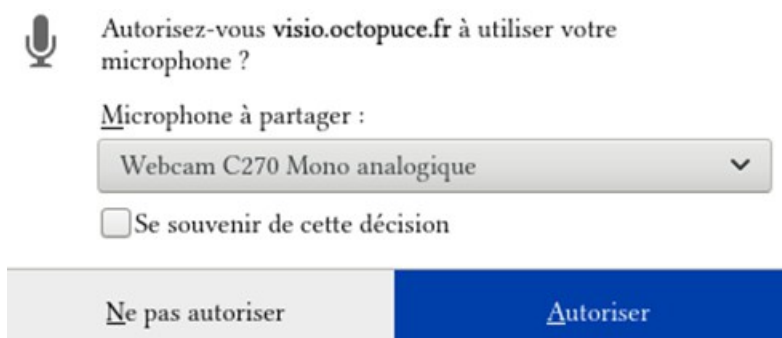 Autorisez-vous visio.octopuce.fr à utiliser votre
microphone ?
Microphone à partager :
Webcam C270 Mono analogique
Se souvenir de cette décision
Ne pas autoriser
Autoriser